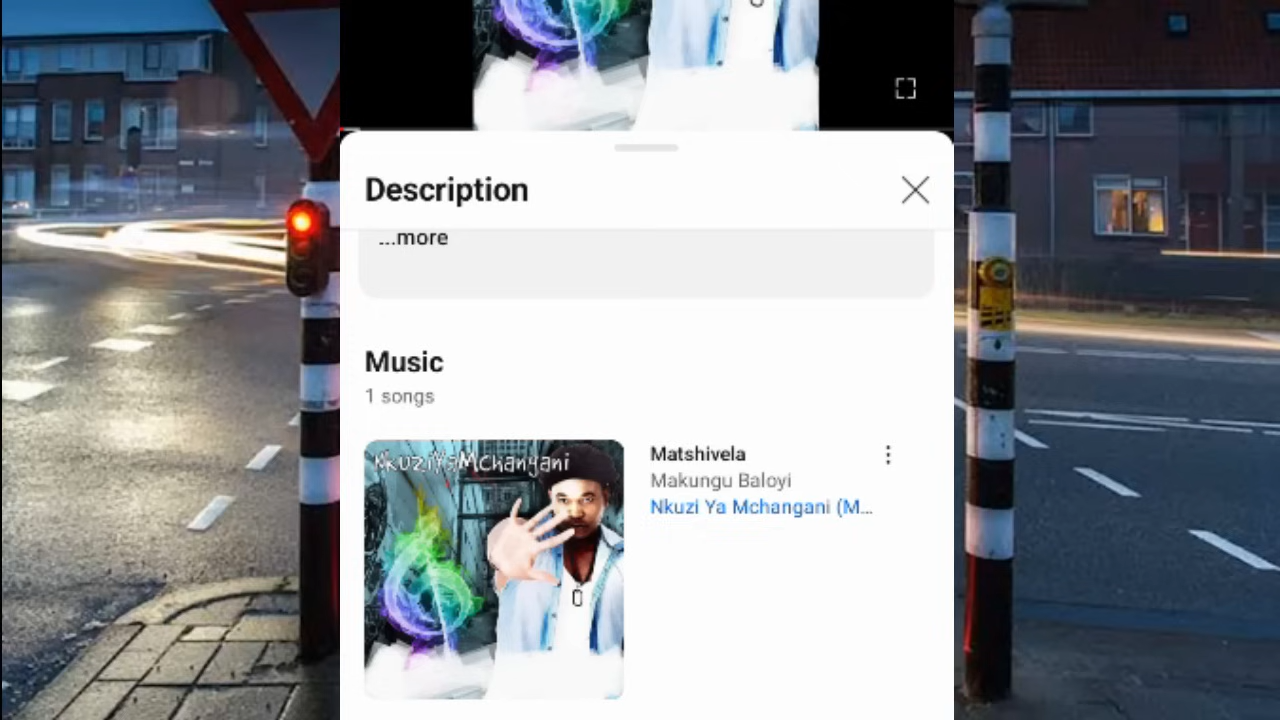 Description
...more
Music
1 songs
NkuziYaMchangani
Matshivela
Makungu Baloyi
Nkuzi Ya Mchangani (M...